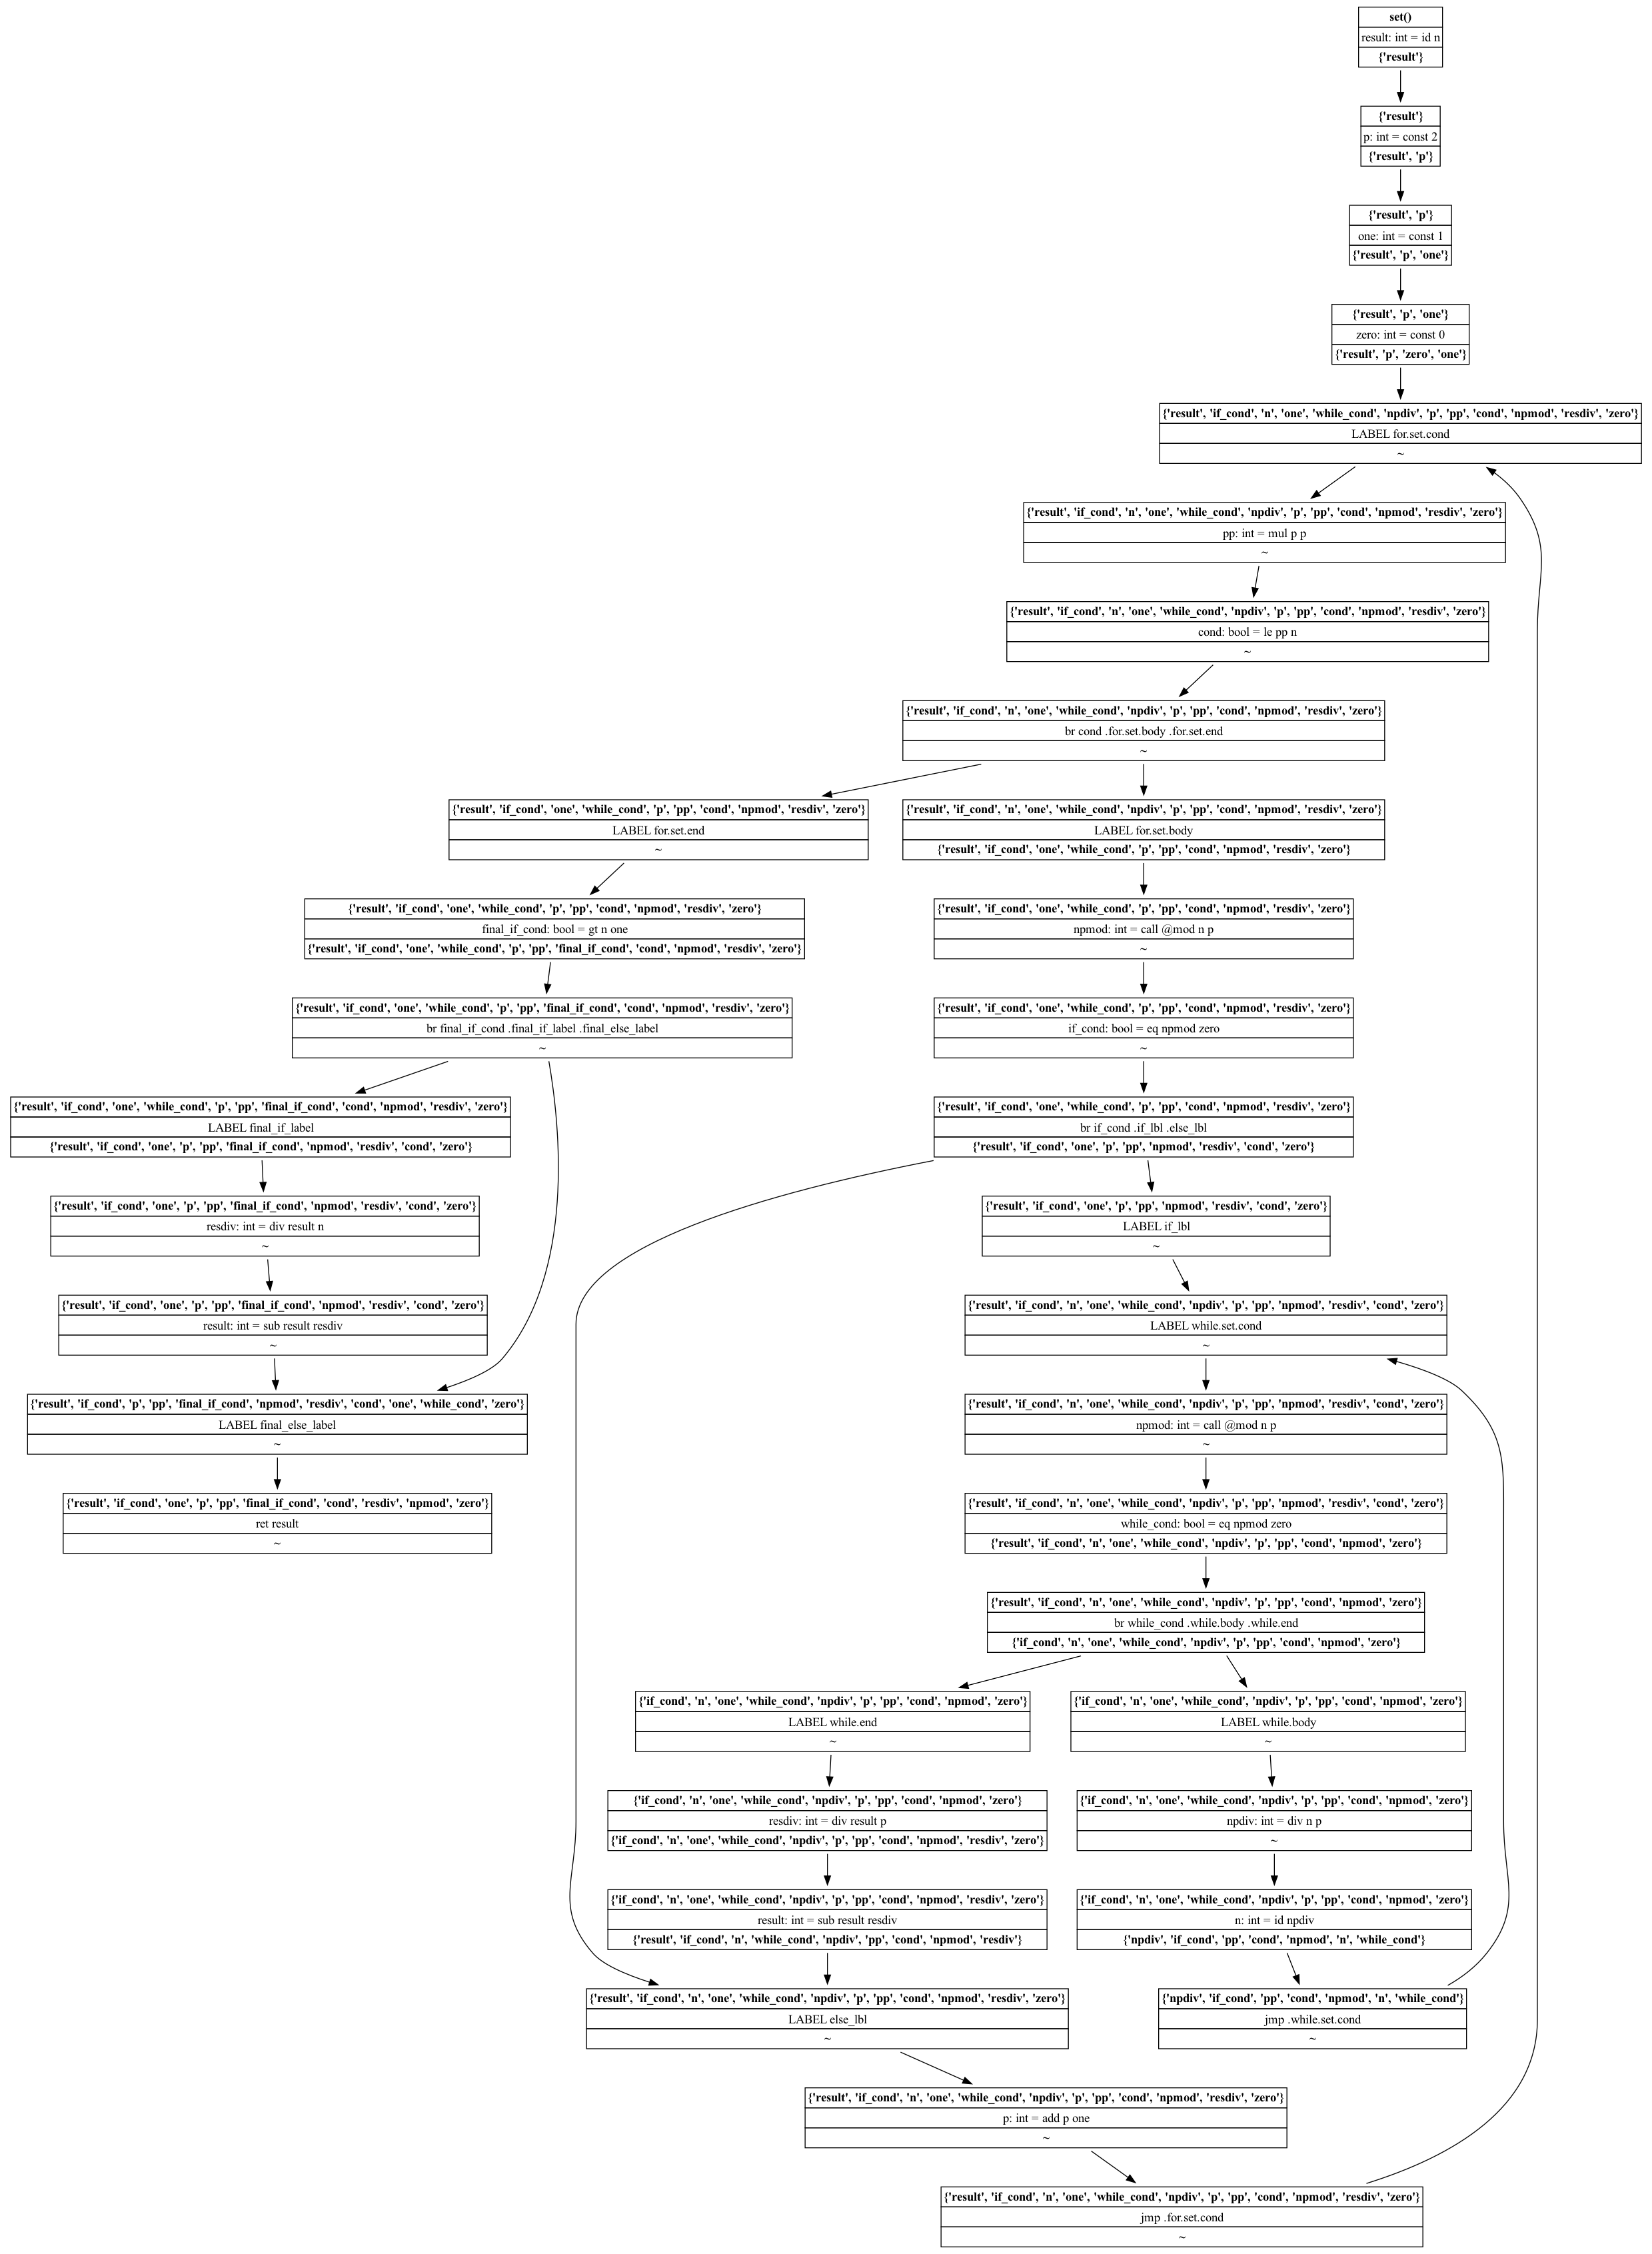 set()
result: int = id n
{'result'}
{'result'}
p: int = const 2
{'result', 'p'}
{'result', 'p'}
one: int = const 1
{'result', 'p', 'one'}
{'result', 'p', 'one'}
zero: int = const 0
{'result', 'p', 'zero', 'one'}
{'result', 'if_cond', 'n', 'one', 'while_cond', 'npdiv', 'p', 'pp', 'cond', 'npmod', 'resdiv', 'zero'}
LABEL for.set.cond
~
{'result', 'if_cond', 'n', 'one', 'while_cond', 'npdiv', 'p', 'pp', 'cond', 'npmod', 'resdiv', 'zero'}
pp: int = mul p p
~
{'result', 'if_cond', 'n', 'one', 'while_cond', 'npdiv', 'p', 'pp', 'cond', 'npmod', 'resdiv', 'zero'}
cond: bool = le pp n
~
{'result', 'if_cond', 'n', 'one', 'while_cond', 'npdiv', 'p', 'pp', 'cond', 'npmod', 'resdiv', 'zero'}
br cond .for.set.body .for.set.end
~
{'result', 'if_cond', 'one', 'while_cond', 'p', 'pp', 'cond', 'npmod', 'resdiv', 'zero'}
LABEL for.set.end
~
{'result', 'if_cond', 'n', 'one', 'while_cond', 'npdiv', 'p', 'pp', 'cond', 'npmod', 'resdiv', 'zero'}
LABEL for.set.body
{'result', 'if_cond', 'one', 'while_cond', 'p', 'pp', 'cond', 'npmod', 'resdiv', 'zero'}
{'result', 'if_cond', 'one', 'while_cond', 'p', 'pp', 'cond', 'npmod', 'resdiv', 'zero'}
final_if_cond: bool = gt n one
{'result', 'if_cond', 'one', 'while_cond', 'p', 'pp', 'final_if_cond', 'cond', 'npmod', 'resdiv', 'zero'}
{'result', 'if_cond', 'one', 'while_cond', 'p', 'pp', 'cond', 'npmod', 'resdiv', 'zero'}
npmod: int = call @mod n p
~
{'result', 'if_cond', 'one', 'while_cond', 'p', 'pp', 'final_if_cond', 'cond', 'npmod', 'resdiv', 'zero'}
br final_if_cond .final_if_label .final_else_label
~
{'result', 'if_cond', 'one', 'while_cond', 'p', 'pp', 'cond', 'npmod', 'resdiv', 'zero'}
if_cond: bool = eq npmod zero
~
{'result', 'if_cond', 'one', 'while_cond', 'p', 'pp', 'final_if_cond', 'cond', 'npmod', 'resdiv', 'zero'}
LABEL final_if_label
{'result', 'if_cond', 'one', 'p', 'pp', 'final_if_cond', 'npmod', 'resdiv', 'cond', 'zero'}
{'result', 'if_cond', 'one', 'while_cond', 'p', 'pp', 'cond', 'npmod', 'resdiv', 'zero'}
br if_cond .if_lbl .else_lbl
{'result', 'if_cond', 'one', 'p', 'pp', 'npmod', 'resdiv', 'cond', 'zero'}
{'result', 'if_cond', 'one', 'p', 'pp', 'final_if_cond', 'npmod', 'resdiv', 'cond', 'zero'}
resdiv: int = div result n
~
{'result', 'if_cond', 'one', 'p', 'pp', 'npmod', 'resdiv', 'cond', 'zero'}
LABEL if_lbl
~
{'result', 'if_cond', 'one', 'p', 'pp', 'final_if_cond', 'npmod', 'resdiv', 'cond', 'zero'}
result: int = sub result resdiv
~
{'result', 'if_cond', 'n', 'one', 'while_cond', 'npdiv', 'p', 'pp', 'npmod', 'resdiv', 'cond', 'zero'}
LABEL while.set.cond
~
{'result', 'if_cond', 'p', 'pp', 'final_if_cond', 'npmod', 'resdiv', 'cond', 'one', 'while_cond', 'zero'}
LABEL final_else_label
~
{'result', 'if_cond', 'n', 'one', 'while_cond', 'npdiv', 'p', 'pp', 'npmod', 'resdiv', 'cond', 'zero'}
npmod: int = call @mod n p
~
{'result', 'if_cond', 'one', 'p', 'pp', 'final_if_cond', 'cond', 'resdiv', 'npmod', 'zero'}
ret result
~
{'result', 'if_cond', 'n', 'one', 'while_cond', 'npdiv', 'p', 'pp', 'npmod', 'resdiv', 'cond', 'zero'}
while_cond: bool = eq npmod zero
{'result', 'if_cond', 'n', 'one', 'while_cond', 'npdiv', 'p', 'pp', 'cond', 'npmod', 'zero'}
{'result', 'if_cond', 'n', 'one', 'while_cond', 'npdiv', 'p', 'pp', 'cond', 'npmod', 'zero'}
br while_cond .while.body .while.end
{'if_cond', 'n', 'one', 'while_cond', 'npdiv', 'p', 'pp', 'cond', 'npmod', 'zero'}
{'if_cond', 'n', 'one', 'while_cond', 'npdiv', 'p', 'pp', 'cond', 'npmod', 'zero'}
LABEL while.end
~
{'if_cond', 'n', 'one', 'while_cond', 'npdiv', 'p', 'pp', 'cond', 'npmod', 'zero'}
LABEL while.body
~
{'if_cond', 'n', 'one', 'while_cond', 'npdiv', 'p', 'pp', 'cond', 'npmod', 'zero'}
resdiv: int = div result p
{'if_cond', 'n', 'one', 'while_cond', 'npdiv', 'p', 'pp', 'cond', 'npmod', 'resdiv', 'zero'}
{'if_cond', 'n', 'one', 'while_cond', 'npdiv', 'p', 'pp', 'cond', 'npmod', 'zero'}
npdiv: int = div n p
~
{'if_cond', 'n', 'one', 'while_cond', 'npdiv', 'p', 'pp', 'cond', 'npmod', 'resdiv', 'zero'}
result: int = sub result resdiv
{'result', 'if_cond', 'n', 'while_cond', 'npdiv', 'pp', 'cond', 'npmod', 'resdiv'}
{'if_cond', 'n', 'one', 'while_cond', 'npdiv', 'p', 'pp', 'cond', 'npmod', 'zero'}
n: int = id npdiv
{'npdiv', 'if_cond', 'pp', 'cond', 'npmod', 'n', 'while_cond'}
{'result', 'if_cond', 'n', 'one', 'while_cond', 'npdiv', 'p', 'pp', 'cond', 'npmod', 'resdiv', 'zero'}
LABEL else_lbl
~
{'npdiv', 'if_cond', 'pp', 'cond', 'npmod', 'n', 'while_cond'}
jmp .while.set.cond
~
{'result', 'if_cond', 'n', 'one', 'while_cond', 'npdiv', 'p', 'pp', 'cond', 'npmod', 'resdiv', 'zero'}
p: int = add p one
~
{'result', 'if_cond', 'n', 'one', 'while_cond', 'npdiv', 'p', 'pp', 'cond', 'npmod', 'resdiv', 'zero'}
jmp .for.set.cond
~